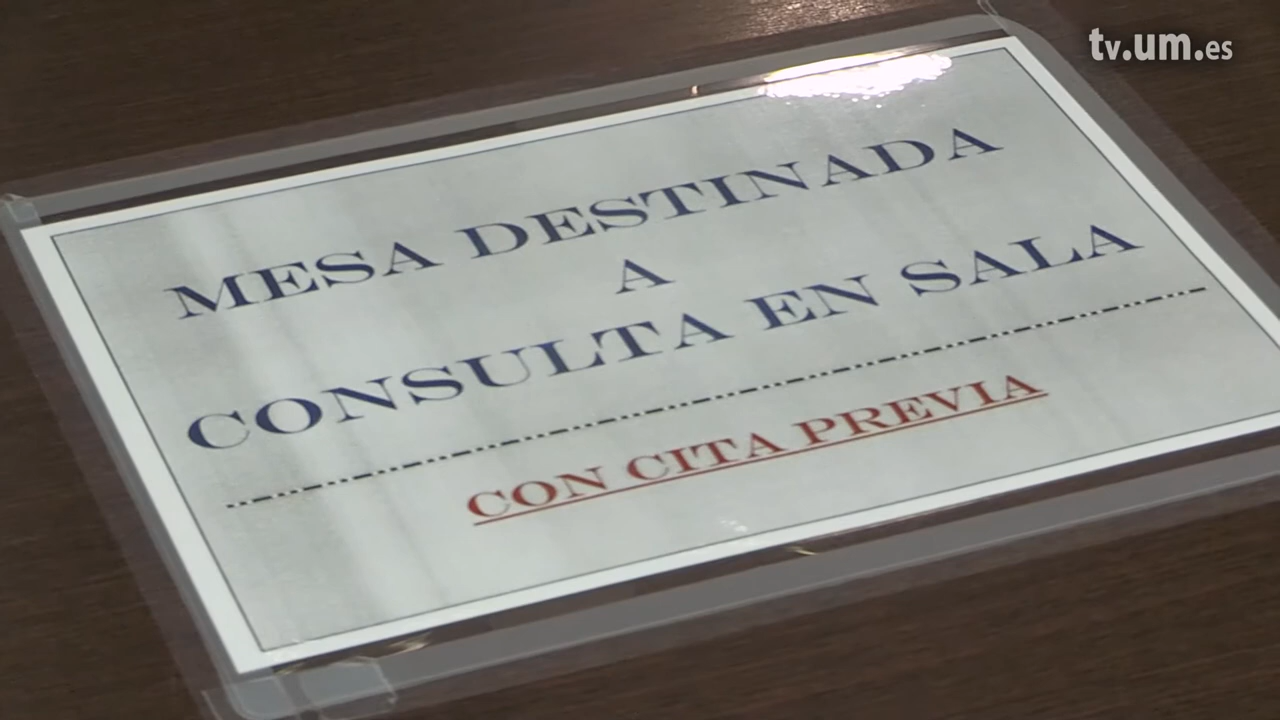 tv.um.es
MESA DESTINADA
A
CONSULTA EN SALA
CON CITA PREVIA